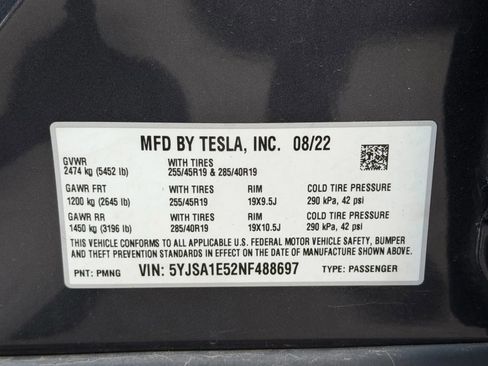 MFD BY TESLA, INC. 08/22
GVWR WITH TIRES
2474 kg (5452 lb) 255/45R19 & 285/40R19
GAWR FRT WITH TIRES RIM COLD TIRE PRESSURE
1200 kg (2645 lb) 255/45R19 19X9.5J 290 kPa, 42 psi
GAWR RR WITH TIRES RIM COLD TIRE PRESSURE
1450 kg (3196 lb) 285/40R19 19X10.5J 290 kPa, 42 psi
THIS VEHICLE CONFORMS TO ALL APPLICABLE U.S. FEDERAL MOTOR VEHICLE SAFETY, BUMPER
AND THEFT PREVENTION STANDARDS IN EFFECT ON THE DATE OF MANUFACTURE SHOWN ABOVE.
PNT: PMNG VIN: 5YJSA1E52NF488697 TYPE: PASSENGER